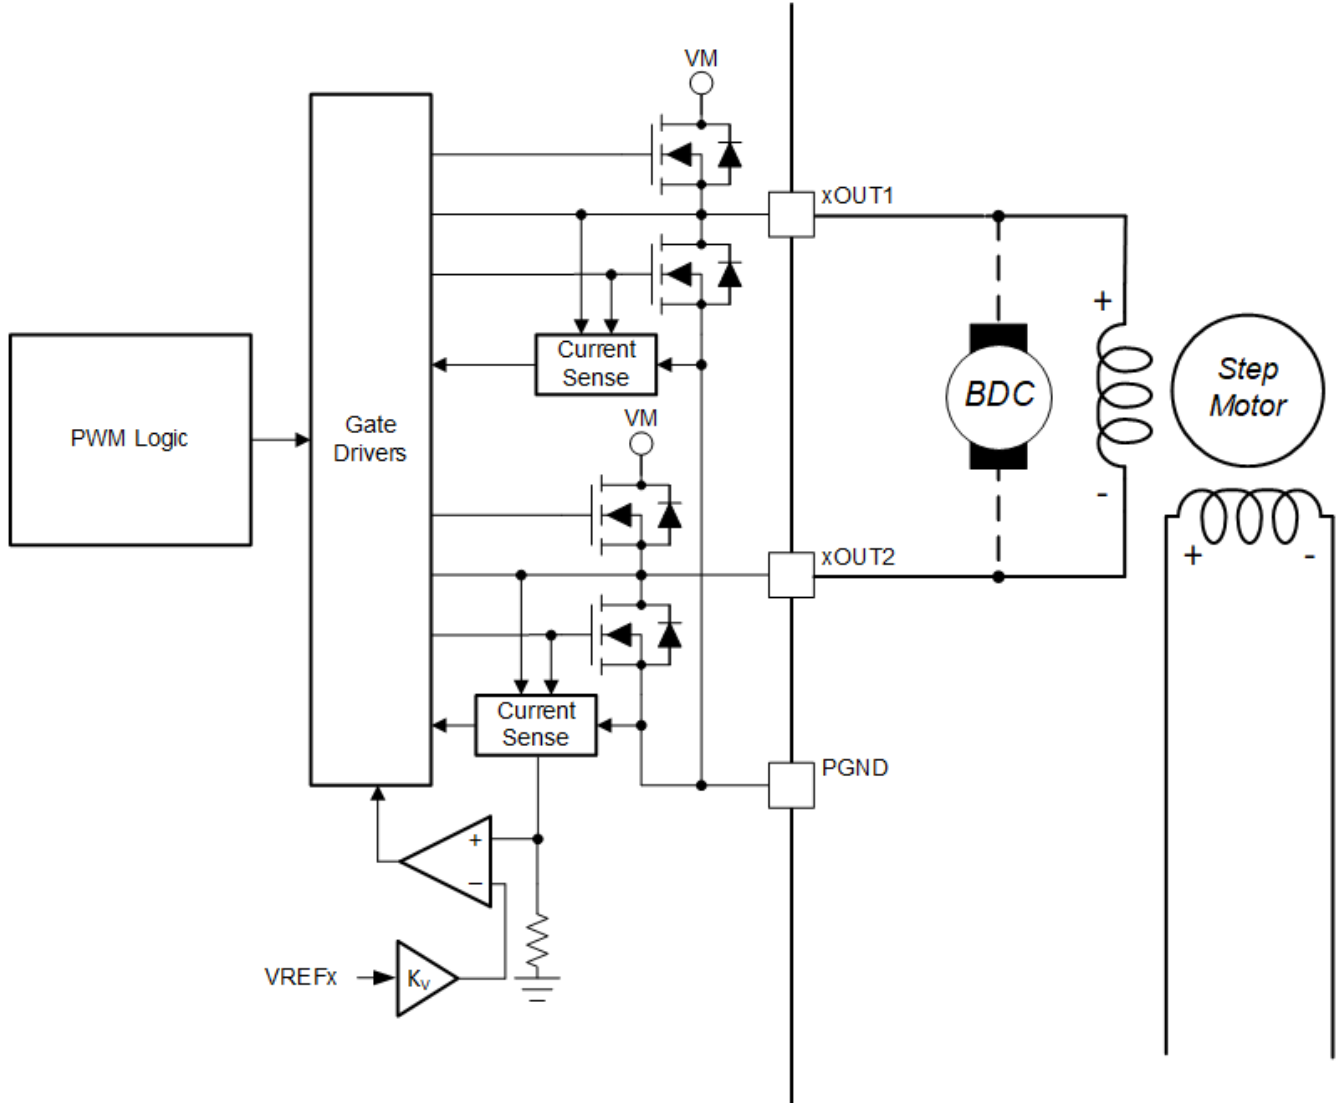 VM
xOUT1
Current
Sense
+
BDC
Step
Motor
-
VM
PWM Logic
Gate
Drivers
xOUT2
+
-
Current
Sense
PGND
+
–
VREFx
Kv